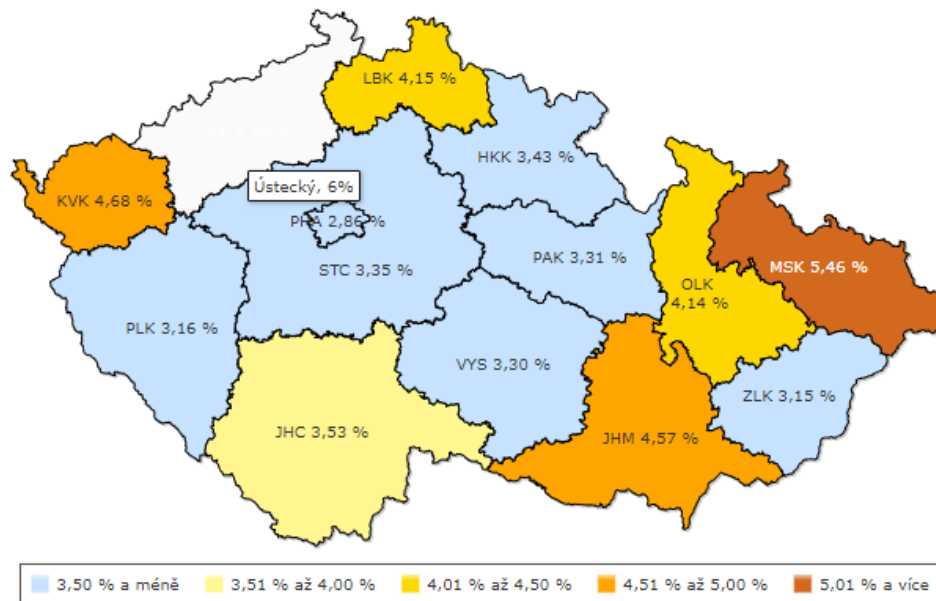 LBK 4,15 %
ULK 6,00 %
HKK 3,43 %
KVK 4,68 %
Ústecký, 6%
PHA 2,86 %
PAK 3,31 %
STC 3,35 %
MSK 5,46 %
OLK
4,14 %
PLK 3,16 %
VYS 3,30 %
ZLK 3,15 %
JHC 3,53 %
JHM 4,57 %
3,50 % a méně
3,51 % až 4,00 %
4,01 % až 4,50 %
4,51 % až 5,00 %
5,01 % a více